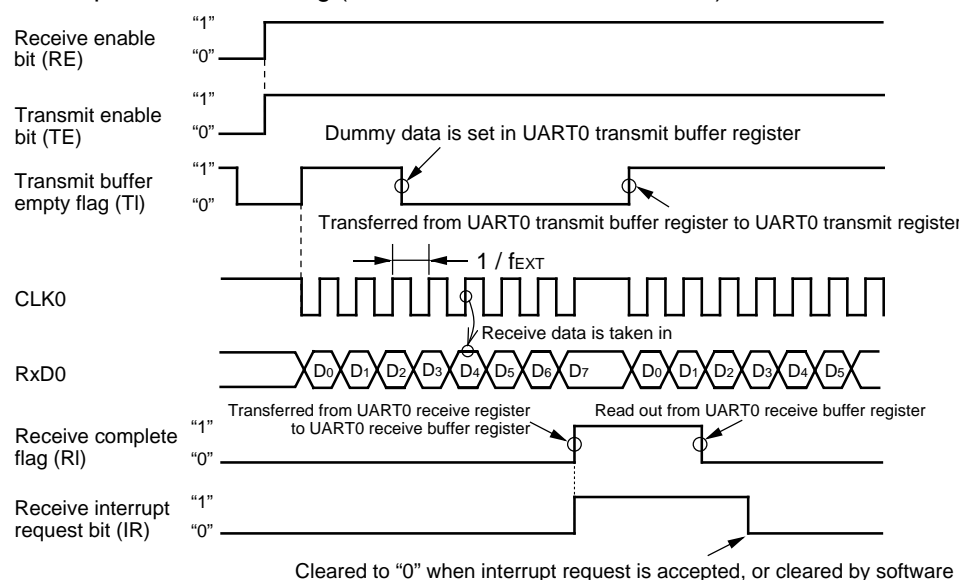 Receive enable
bit (RE)
“1”
“0”
Transmit enable
bit (TE)
“1”
“0”
Dummy data is set in UART0 transmit buffer register
Transmit buffer
empty flag (TI)
“1”
“0”
Transferred from UART0 transmit buffer register to UART0 transmit register
1 / fEXT
CLK0
Receive data is taken in
RxD0
D0 D1 D2 D3 D4 D5 D6 D7 D0 D1 D2 D3 D4 D5
Transferred from UART0 receive register
to UART0 receive buffer register
Read out from UART0 receive buffer register
Receive complete
flag (RI)
“1”
“0”
Receive interrupt
request bit (IR)
“1”
“0”
Cleared to “0” when interrupt request is accepted, or cleared by software